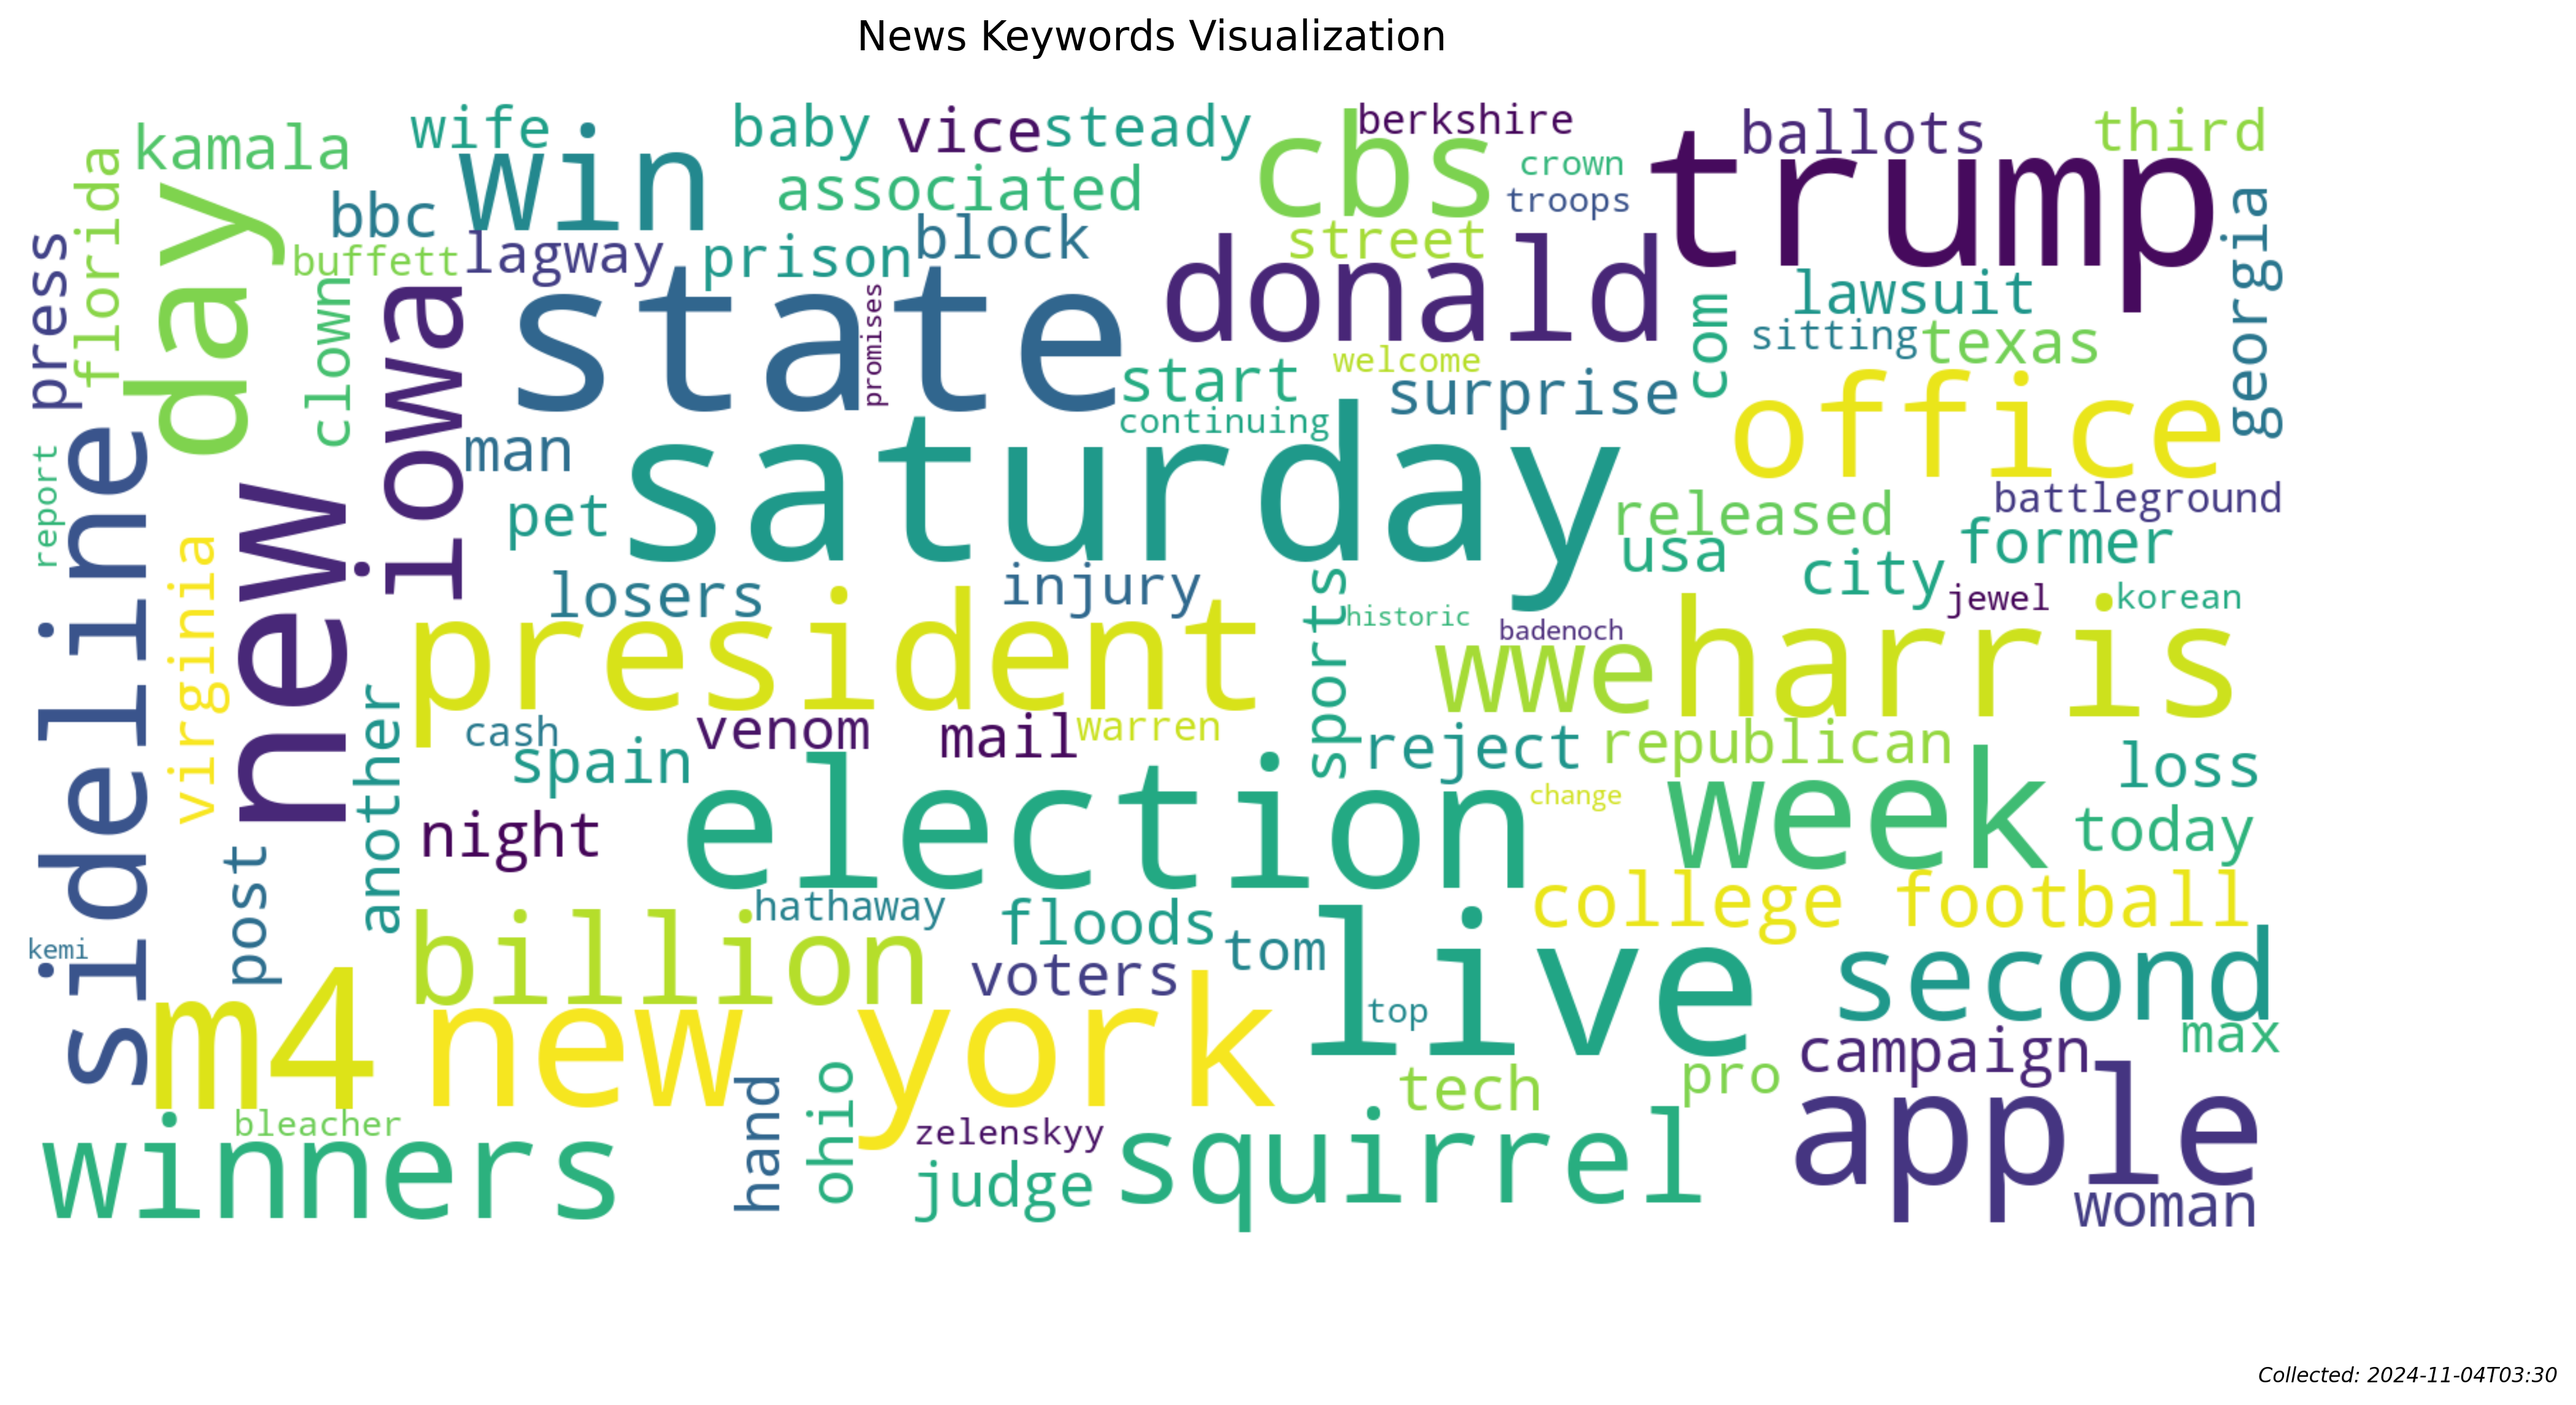 News Keywords Visualization
kamala
wife
baby
vice
steady
cbs
berkshire
ballots
third
crown
troops
trump
win
associated
bbc
florida
day
press
buffett
lagway
prison
block
street
donald
georgia
lawsuit
com
sitting
texas
clown
iowa
state
promises
start
welcome
surprise
continuing
office
man
saturday
report
sideline
new
pet
released
battleground
usa
former
city
virginia
losers
injury
sports
historic
badenoch
jewel
korean
president
wwe
harris
another
cash
venom
mail
warren
spain
reject
republican
loss
election
change
week
today
night
post
hathaway
college football
billion
floods
tom
voters
live
second
kemi
top
m4
new york
campaign
max
tech
pro
apple
bleacher
winners
hand
ohio
zelenskyy
judge
squirrel
woman
Collected: 2024-11-04T03:30